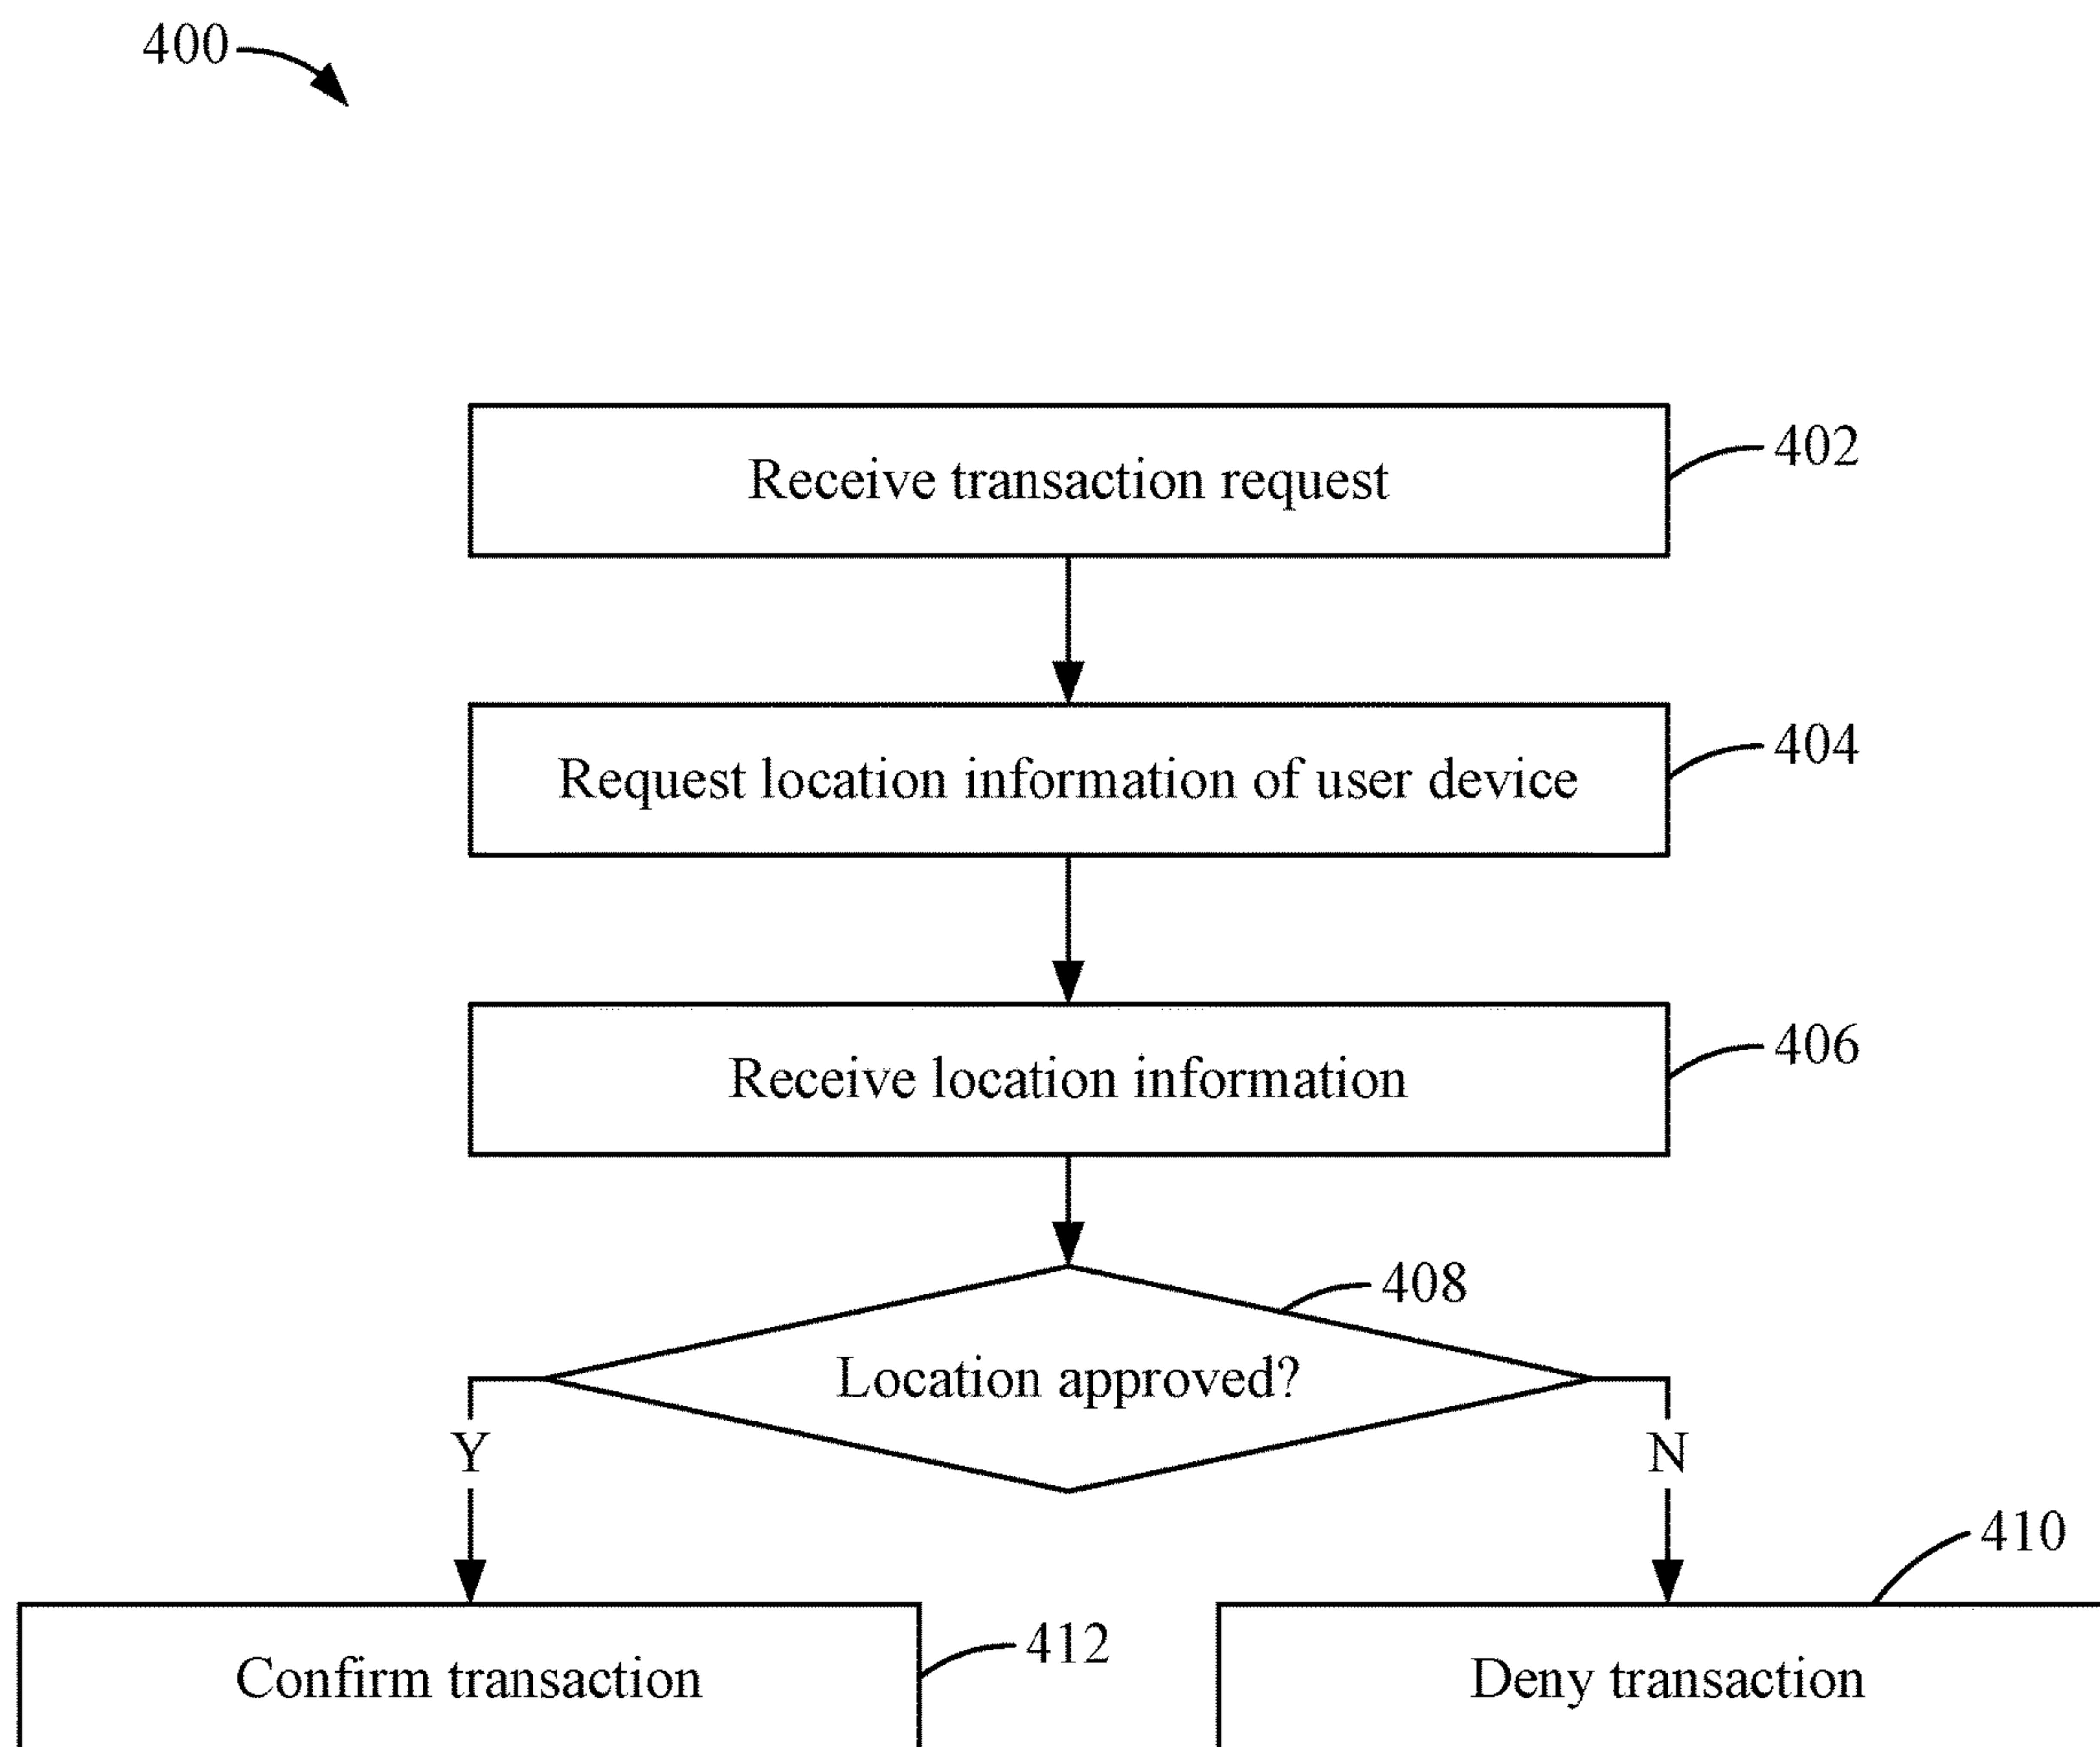 400
Receive transaction request
402
Request location information of user device
404
Receive location information
406
408
Location approved?
Y
N
410
Confirm transaction
412
Deny transaction